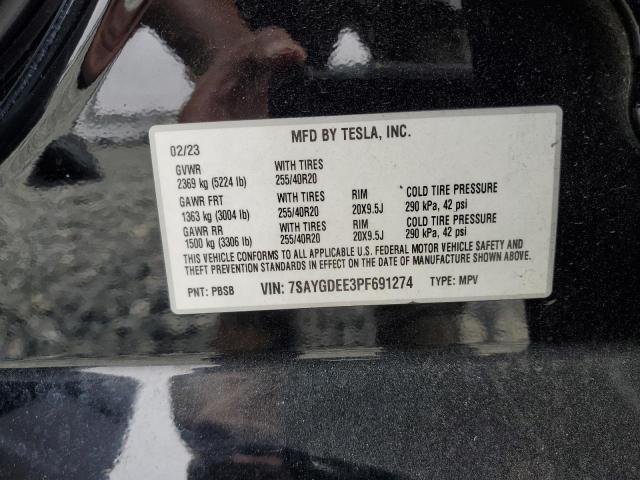 MFD BY TESLA, INC.
02/23
GVWR WITH TIRES
2369 kg (5224 lb) 255/40R20
GAWR FRT WITH TIRES RIM COLD TIRE PRESSURE
1363 kg (3004 lb) 255/40R20 20X9.5J 290 kPa, 42 psi
GAWR RR WITH TIRES RIM COLD TIRE PRESSURE
1500 kg (3306 lb) 255/40R20 20X9.5J 290 kPa, 42 psi
THIS VEHICLE CONFORMS TO ALL APPLICABLE U.S. FEDERAL MOTOR VEHICLE SAFETY AND
THEFT PREVENTION STANDARDS IN EFFECT ON THE DATE OF MANUFACTURE SHOWN ABOVE.
PNT: PBSB VIN: 7SAYGDEE3PF691274 TYPE: MPV